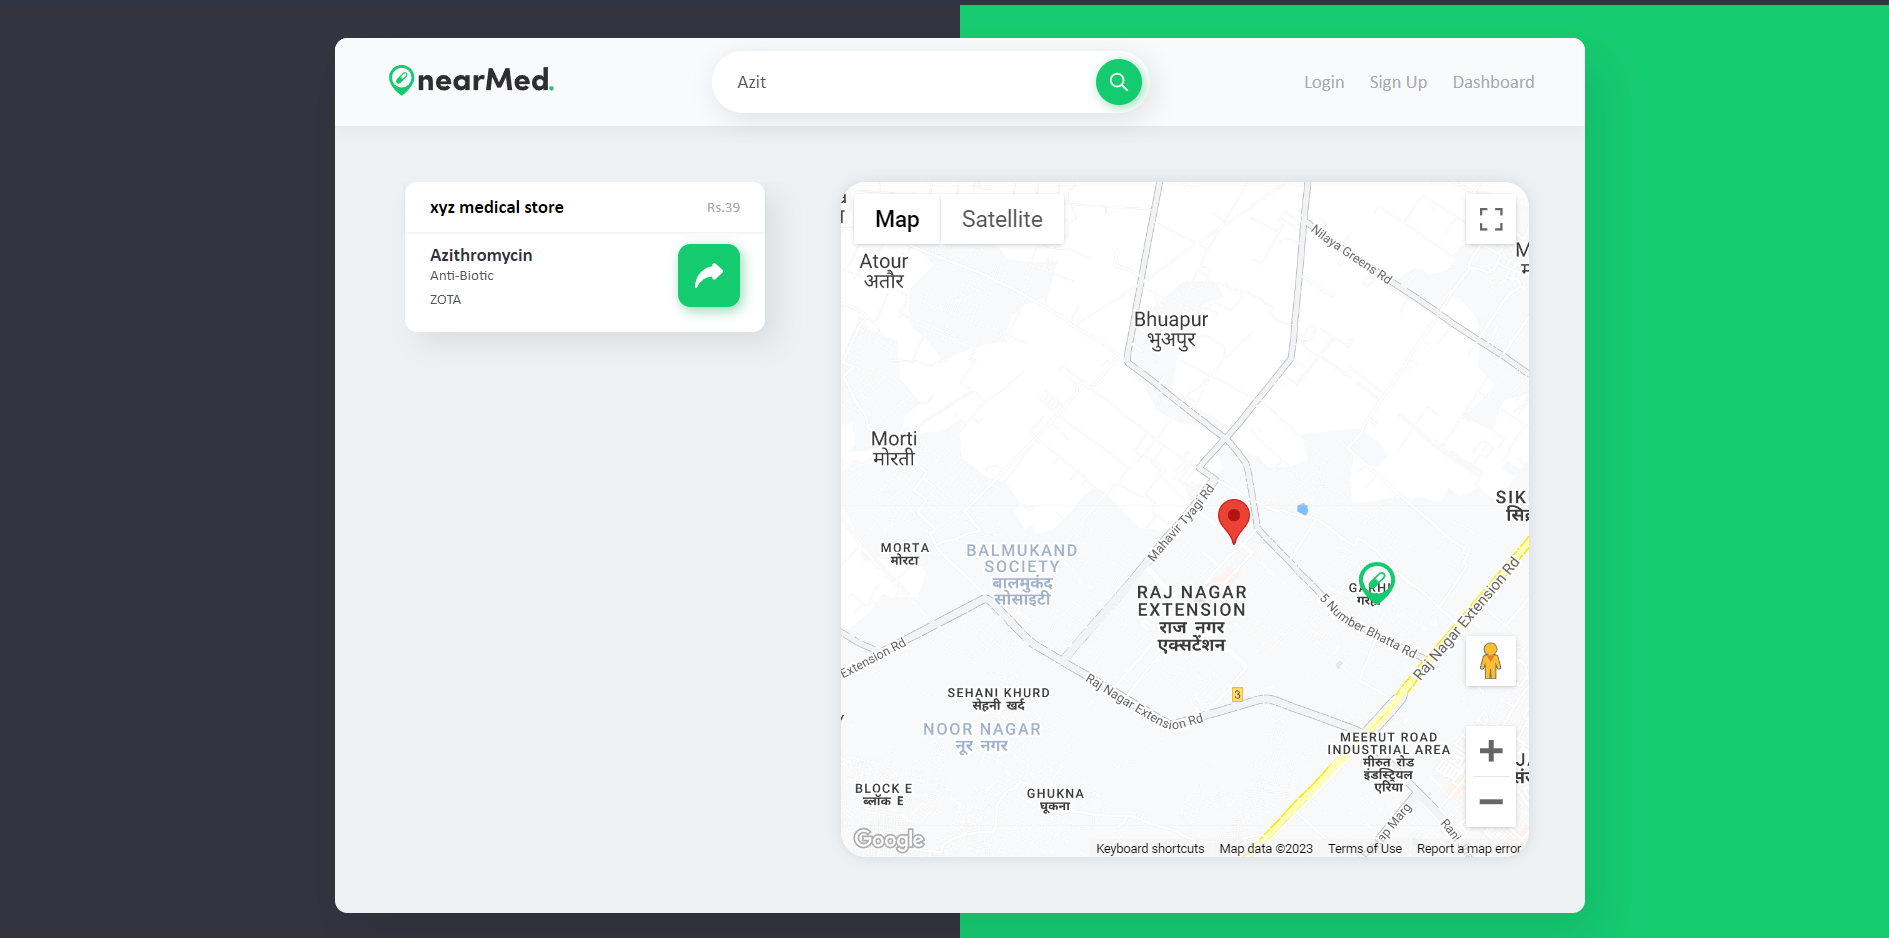 nearMed.
Azit
Login
Sign Up
Dashboard
xyz medical store
Rs.39
Azithromycin
Anti-Biotic
ZOTA
Map
Satellite
Nilaya Greens Rd
Atour
अतौर
Bhuapur
भुअपुर
Morti
मोरती
Mahavir Tyagi Rd
MORTA
मोरटा
BALMUKAND
SOCIETY
बालमुकंद
सोसाइटी
RAJ NAGAR
EXTENSION
राज नगर
एक्सटेंशन
5 Number Bhatta Rd
Raj Nagar Extension Rd
Extension Rd
SEHANI KHURD
सेहनी खुर्द
Raj Nagar Extension Rd
3
NOOR NAGAR
नूर नगर
MEERUT ROAD
INDUSTRIAL AREA
मीरुत रोड
इंडस्ट्रियल
एरिया
BLOCK E
ब्लॉक E
GHUKNA
घूकना
Marg
Google
Keyboard shortcuts
Map data ©2023
Terms of Use
Report a map error